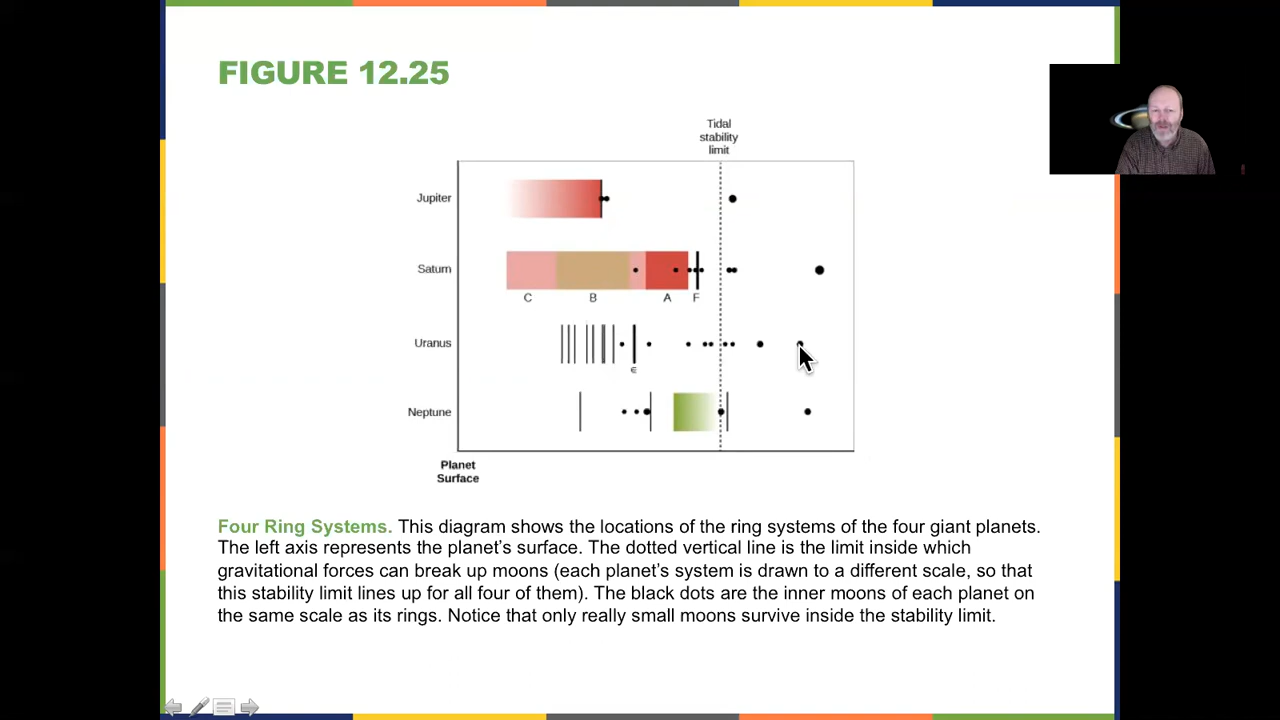 FIGURE 12.25
Tidal
stability
limit
Jupiter
Saturn
C B A F
Uranus
ϵ
Neptune
Planet
Surface
Four Ring Systems. This diagram shows the locations of the ring systems of the four giant planets.
The left axis represents the planet's surface. The dotted vertical line is the limit inside which
gravitational forces can break up moons (each planet's system is drawn to a different scale, so that
this stability limit lines up for all four of them). The black dots are the inner moons of each planet on
the same scale as its rings. Notice that only really small moons survive inside the stability limit.